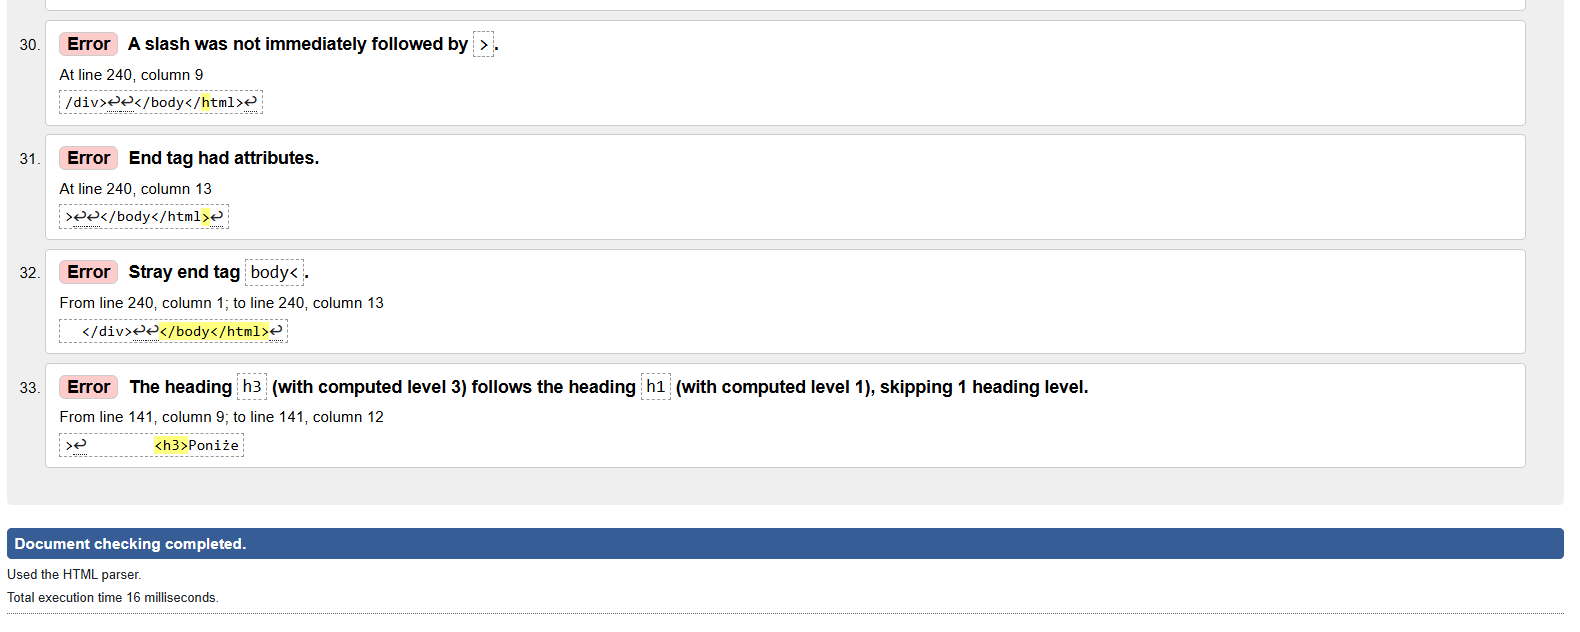 30. Error A slash was not immediately followed by >.
At line 240, column 9
/div>↩↩</body</html>↩
31. Error End tag had attributes.
At line 240, column 13
>↩↩</body</html>↩
32. Error Stray end tag body<.
From line 240, column 1; to line 240, column 13
</div>↩↩</body</html>↩
33. Error The heading h3 (with computed level 3) follows the heading h1 (with computed level 1), skipping 1 heading level.
From line 141, column 9; to line 141, column 12
>↩ <h3>Poniże
Document checking completed.
Used the HTML parser.
Total execution time 16 milliseconds.